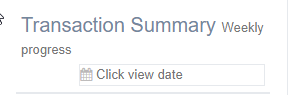 Transaction Summary Weekly
progress
Click view date